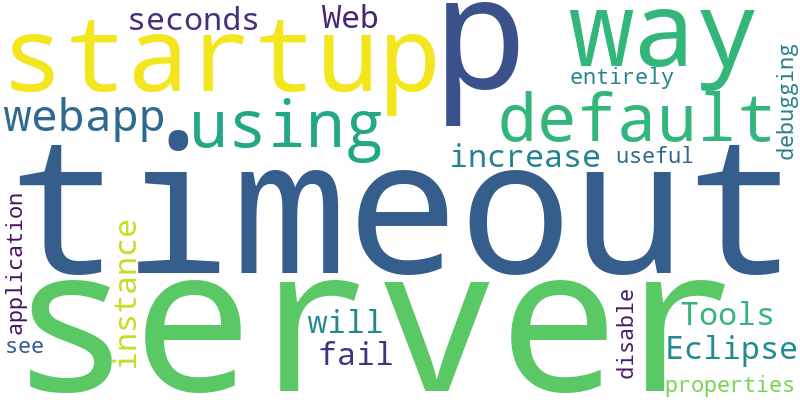 seconds
Web
startup
p
way
entirely
debugging
webapp
using
default
increase
useful
timeout
application
instance
server
will
see
fail
disable
Tools
Eclipse
properties